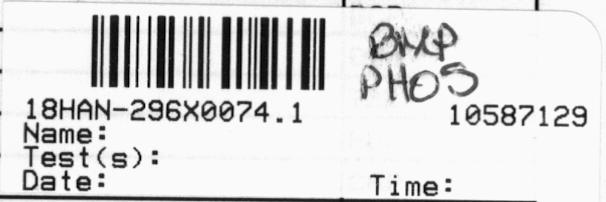 BMP
PHOS
18HAN-296X0074.1 10587129
Name:
Test(s):
Date: Time: